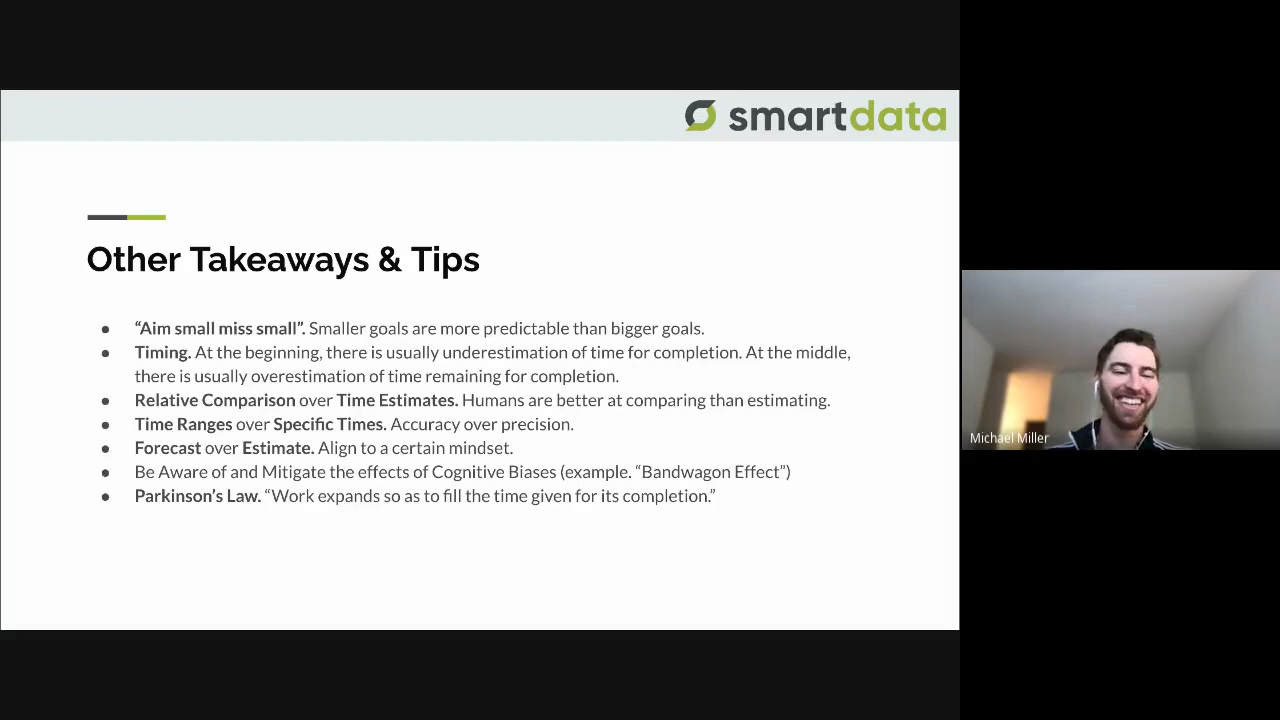 smartdata
Other Takeaways & Tips
● “Aim small miss small”. Smaller goals are more predictable than bigger goals.
● Timing. At the beginning, there is usually underestimation of time for completion. At the middle,
there is usually overestimation of time remaining for completion.
● Relative Comparison over Time Estimates. Humans are better at comparing than estimating.
● Time Ranges over Specific Times. Accuracy over precision.
● Forecast over Estimate. Align to a certain mindset.
● Be Aware of and Mitigate the effects of Cognitive Biases (example. “Bandwagon Effect”)
● Parkinson’s Law. “Work expands so as to fill the time given for its completion.”
Michael Miller